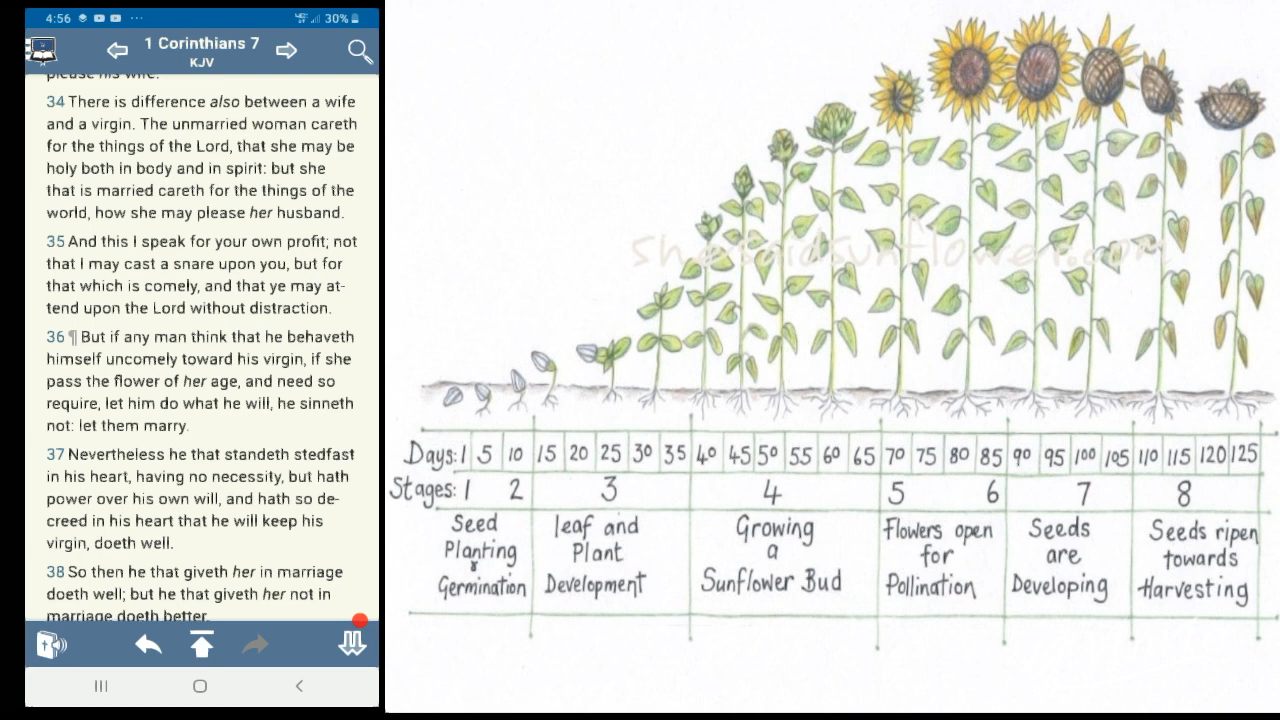 4:56
30%
1 Corinthians 7
KJV
please his wife.
34 There is difference also between a wife
and a virgin. The unmarried woman careth
for the things of the Lord, that she may be
holy both in body and in spirit: but she
that is married careth for the things of the
world, how she may please her husband.
35 And this I speak for your own profit; not
that I may cast a snare upon you, but for
that which is comely, and that ye may at-
tend upon the Lord without distraction.
36 ¶ But if any man think that he behaveth
himself uncomely toward his virgin, if she
pass the flower of her age, and need so
require, let him do what he will, he sinneth
not: let them marry.
37 Nevertheless he that standeth stedfast
in his heart, having no necessity, but hath
power over his own will, and hath so de-
creed in his heart that he will keep his
virgin, doeth well.
38 So then he that giveth her in marriage
doeth well; but he that giveth her not in
marriage doeth better.
shesaidsunflower.com
Days: 1 5 10 15 20 25 30 35 40 45 50 55 60 65 70 75 80 85 90 95 100 105 110 115 120 125
Stages: 1 2 3 4 5 6 7 8
Seed
Planting
&
Germination
leaf and
Plant
Development
Growing
a
Sunflower Bud
Flowers open
for
Pollination
Seeds
are
Developing
Seeds ripen
towards
Harvesting